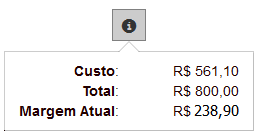 Custo: R$ 561,10
Total: R$ 800,00
Margem Atual: R$ 238,90